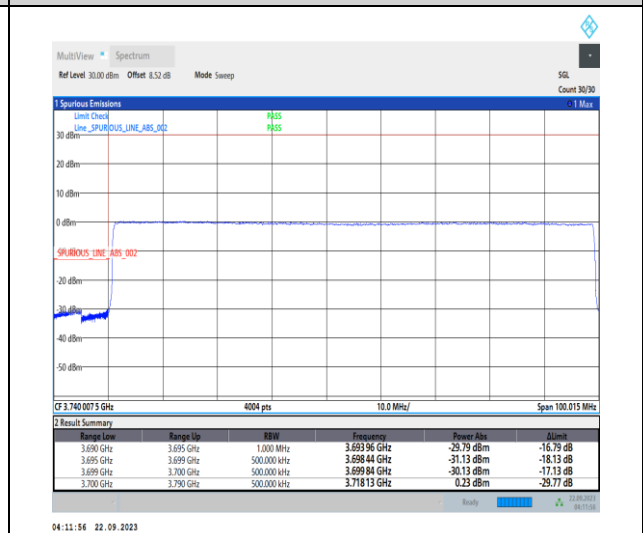 MultiView Spectrum
Ref Level 30.00 dBm Offset 8.52 dB Mode Sweep SGL
Count 30/30
1 Spurious Emissions 1 Max
Limit Check PASS
Line _SPURIOUS_LINE_ABS_002 PASS
30 dBm
20 dBm
10 dBm
0 dBm
_SPURIOUS_LINE_ABS_002
-20 dBm
-30 dBm
-40 dBm
-50 dBm
CF 3.740 007 5 GHz 4004 pts 10.0 MHz/ Span 100.015 MHz
2 Result Summary
Range Low Range Up RBW Frequency Power Abs ΔLimit
3.690 GHz 3.695 GHz 1.000 MHz 3.693 96 GHz -29.79 dBm -16.79 dB
3.695 GHz 3.699 GHz 500.000 kHz 3.698 44 GHz -31.13 dBm -18.13 dB
3.699 GHz 3.700 GHz 500.000 kHz 3.699 84 GHz -30.13 dBm -17.13 dB
3.700 GHz 3.790 GHz 500.000 kHz 3.718 13 GHz 0.23 dBm -29.77 dB
Ready 22.09.2023
04:11:56
04:11:56 22.09.2023